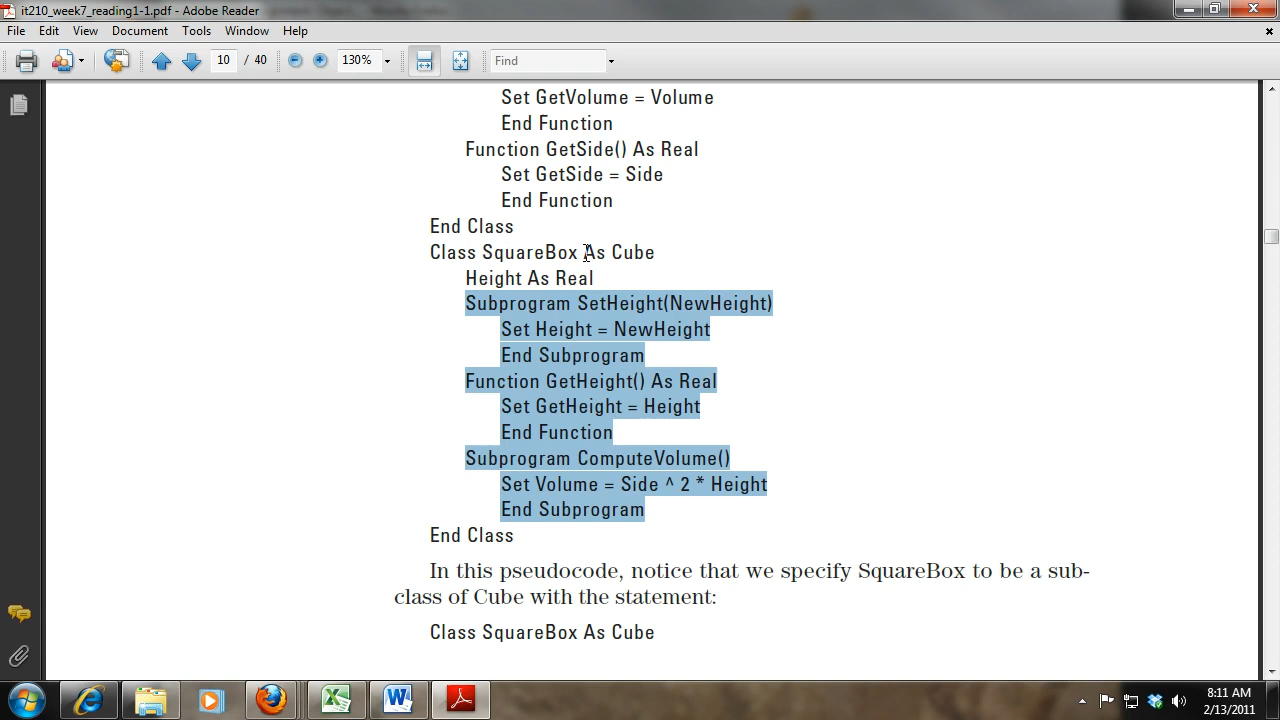 it210_week7_reading1-1.pdf - Adobe Reader
File Edit View Document Tools Window Help
10 / 40 130% Find
Set GetVolume = Volume
End Function
Function GetSide() As Real
Set GetSide = Side
End Function
End Class
Class SquareBox As Cube
Height As Real
Subprogram SetHeight(NewHeight)
Set Height = NewHeight
End Subprogram
Function GetHeight() As Real
Set GetHeight = Height
End Function
Subprogram ComputeVolume()
Set Volume = Side ^ 2 * Height
End Subprogram
End Class
In this pseudocode, notice that we specify SquareBox to be a sub-
class of Cube with the statement:
Class SquareBox As Cube
8:11 AM
2/13/2011